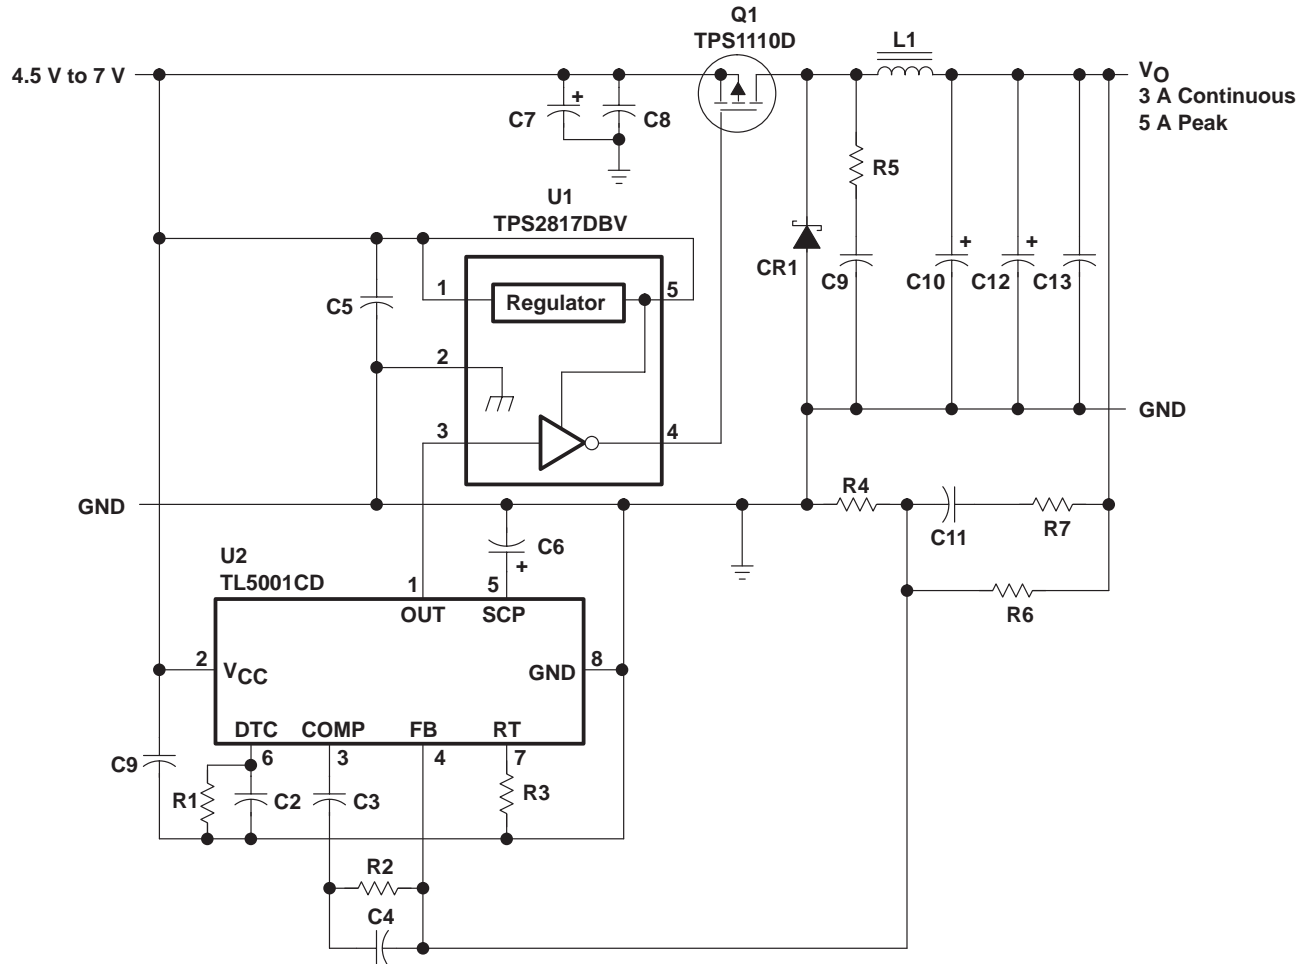 Q1
TPS1110D
L1
4.5 V to 7 V
VO
3 A Continuous
5 A Peak
C7
+
C8
R5
U1
TPS2817DBV
CR1
C9
+
C10
+
C12
C13
C5
1
Regulator
5
2
3
4
GND
GND
R4
C11
R7
R6
C6
+
U2
TL5001CD
1
5
OUT
SCP
2
VCC
GND
8
DTC
COMP
FB
RT
6
3
4
7
C9
R1
C2
C3
R3
R2
C4